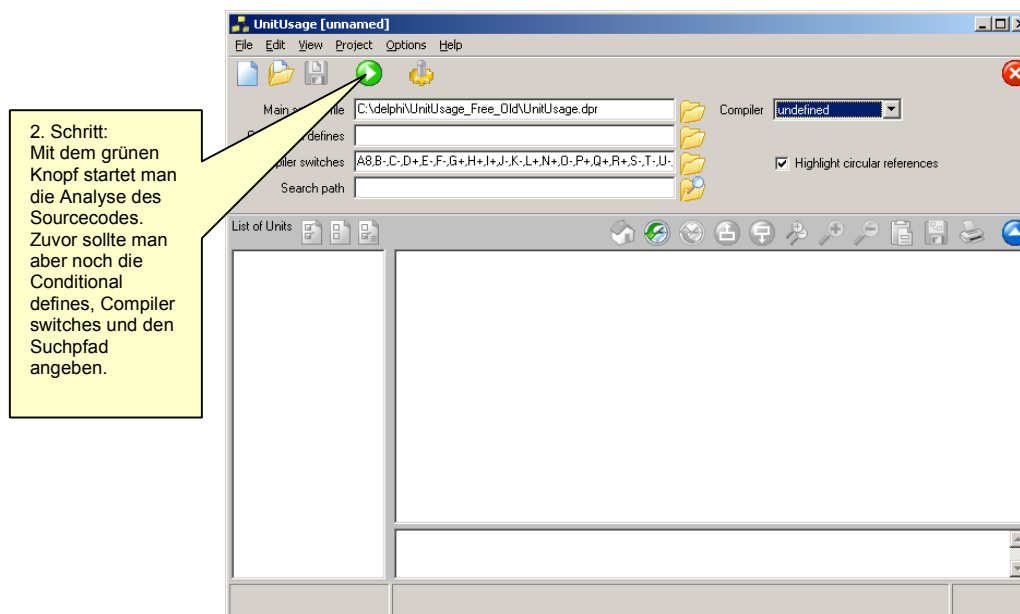 UnitUsage [unnamed]
File Edit View Project Options Help
2. Schritt:
Mit dem grünen
Knopf startet man
die Analyse des
Sourcecodes.
Zuvor sollte man
aber noch die
Conditional
defines, Compiler
switches und den
Suchpfad
angeben.
Main file C:\delphi\UnitUsage_Free_Old\UnitUsage.dpr Compiler undefined
defines
switches A8,B-,C-,D+,E-,F-,G+,H+,I+,J-,K-,L+,N+,O-,P+,Q+,R+,S-,T-,U-, Highlight circular references
Search path
List of Units